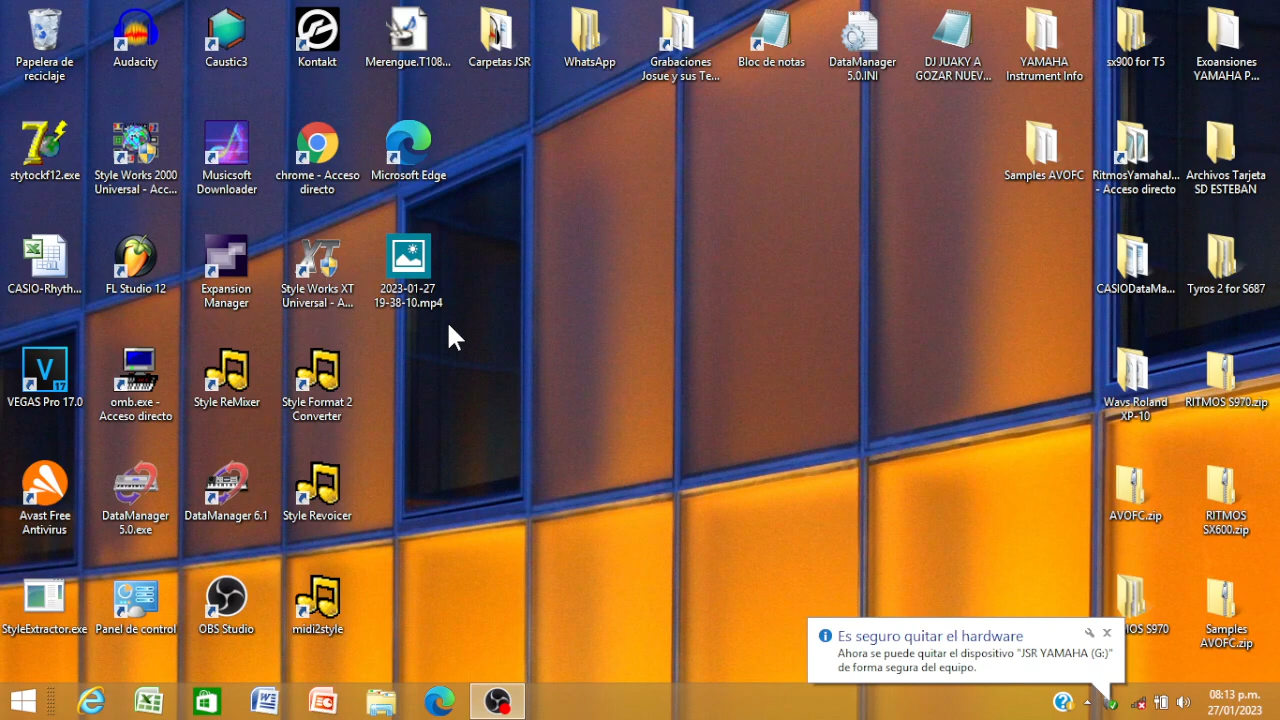 Papelera de
reciclaje
Audacity
Caustic3
Kontakt
Merengue.T108...
Carpetas JSR
WhatsApp
Grabaciones
Josue y sus Te...
Bloc de notas
DataManager
5.0.INI
DJ JUAKY A
GOZAR NUEV...
YAMAHA
Instrument Info
sx900 for T5
Exoansiones
YAMAHA P...
stytockf12.exe
Style Works 2000
Universal - Acc...
Musicsoft
Downloader
chrome - Acceso
directo
Microsoft Edge
Samples AVOFC
RitmosYamahaJ...
- Acceso directo
Archivos Tarjeta
SD ESTEBAN
CASIO-Rhyth...
FL Studio 12
Expansion
Manager
XT
Style Works XT
Universal - A...
2023-01-27
19-38-10.mp4
CASIODataMa...
Tyros 2 for S687
V
17
VEGAS Pro 17.0
omb.exe -
Acceso directo
Style ReMixer
Style Format 2
Converter
Wavs Roland
XP-10
RITMOS S970.zip
Avast Free
Antivirus
DataManager
5.0.exe
DataManager 6.1
Style Revoicer
AVOFC.zip
RITMOS
SX600.zip
StyleExtractor.exe
Panel de control
OBS Studio
midi2style
OS S970
Samples
AVOFC.zip
Es seguro quitar el hardware
Ahora se puede quitar el dispositivo "JSR YAMAHA (G:)"
de forma segura del equipo.
08:13 p.m.
27/01/2023